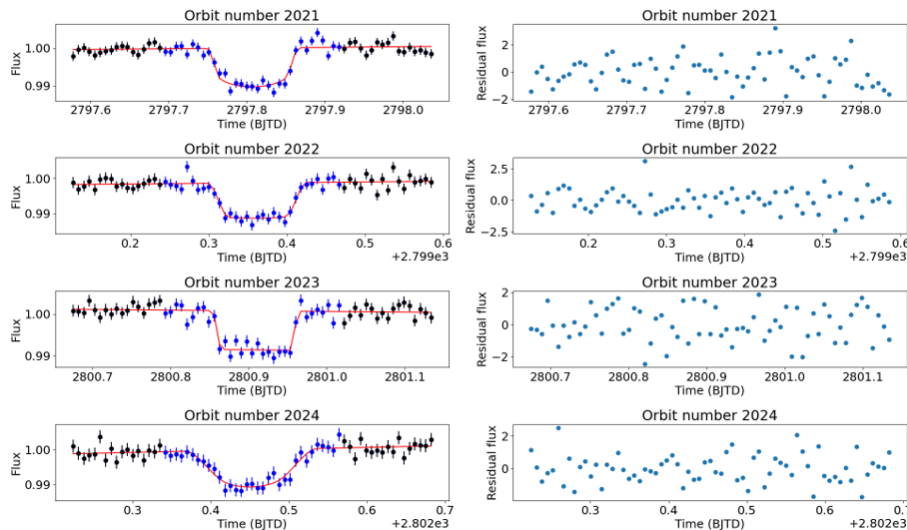 Orbit number 2021
1.00
0.99
Flux
2797.6 2797.7 2797.8 2797.9 2798.0
Time (BJTD)
Orbit number 2021
2
0
Residual flux
2797.6 2797.7 2797.8 2797.9 2798.0
Time (BJTD)
Orbit number 2022
1.00
0.99
Flux
0.2 0.3 0.4 0.5 0.6
Time (BJTD)
+2.799e3
Orbit number 2022
2.5
0.0
−2.5
Residual flux
0.2 0.3 0.4 0.5 0.6
Time (BJTD)
+2.799e3
Orbit number 2023
1.00
0.99
Flux
2800.7 2800.8 2800.9 2801.0 2801.1
Time (BJTD)
Orbit number 2023
2
0
−2
Residual flux
2800.7 2800.8 2800.9 2801.0 2801.1
Time (BJTD)
Orbit number 2024
1.00
0.99
Flux
0.3 0.4 0.5 0.6 0.7
Time (BJTD)
+2.802e3
Orbit number 2024
2
0
Residual flux
0.3 0.4 0.5 0.6 0.7
Time (BJTD)
+2.802e3